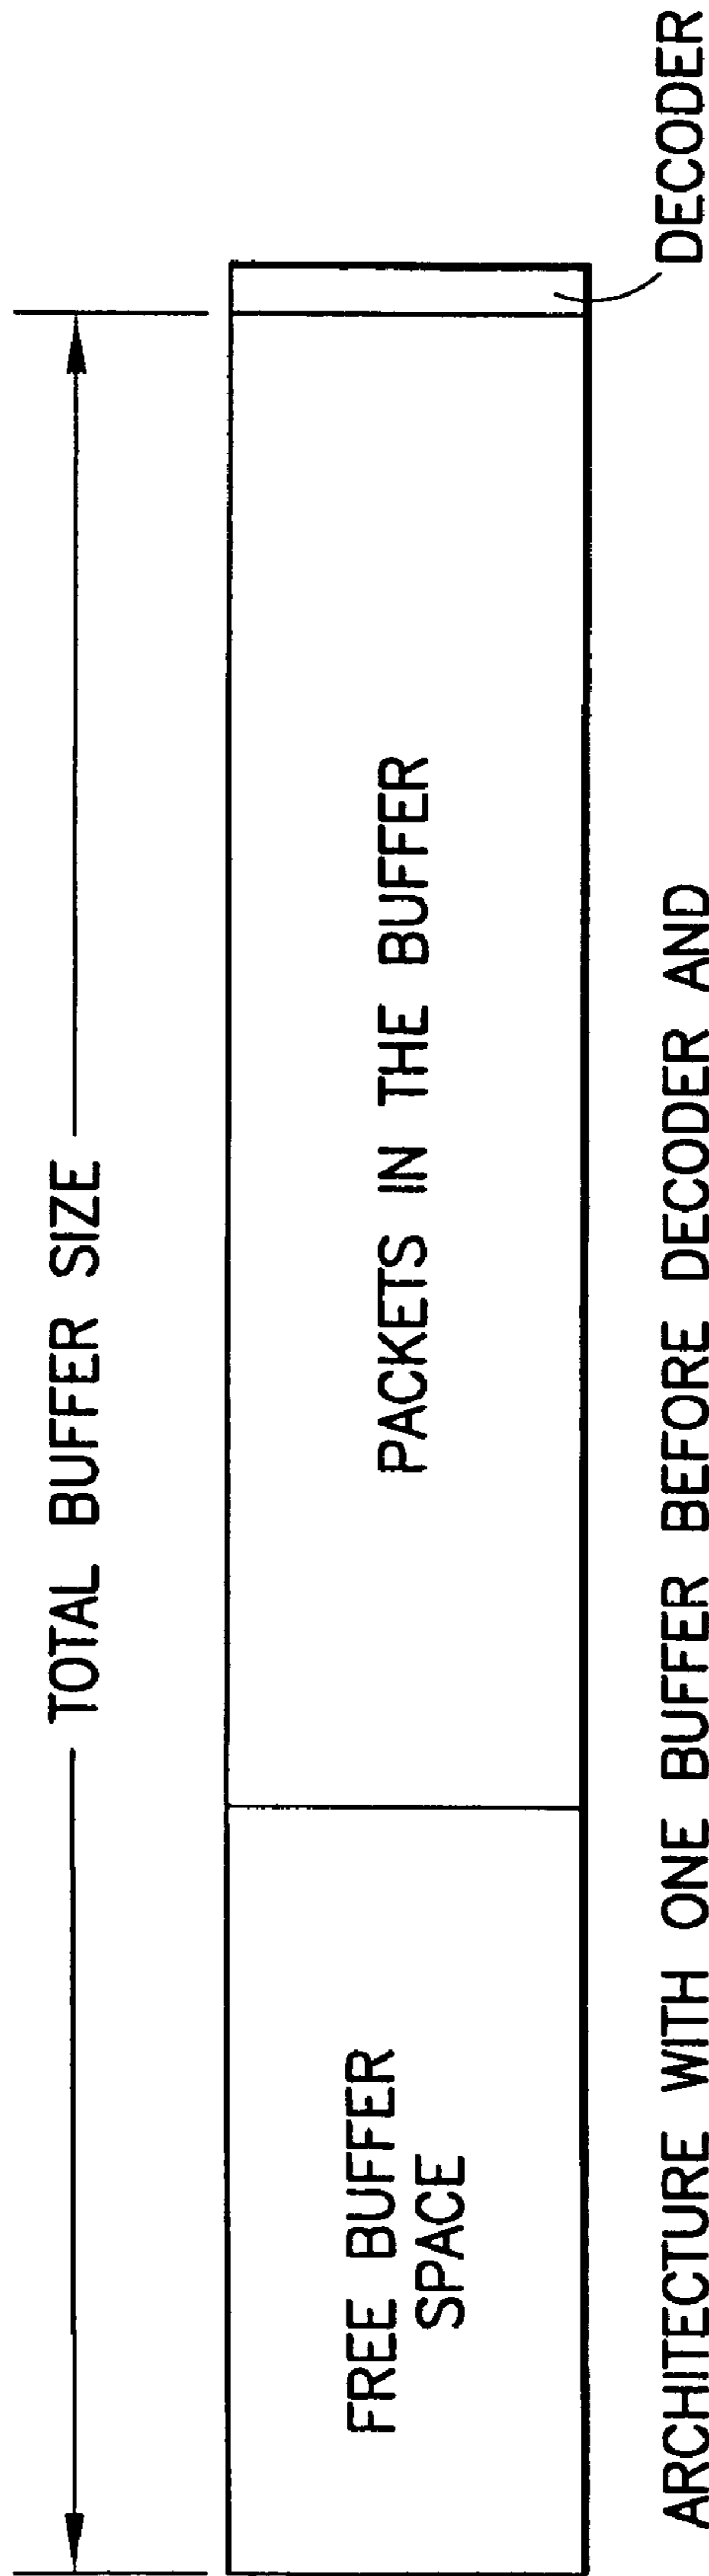 TOTAL BUFFER SIZE
FREE BUFFER
SPACE
PACKETS IN THE BUFFER
DECODER
ARCHITECTURE WITH ONE BUFFER BEFORE DECODER AND